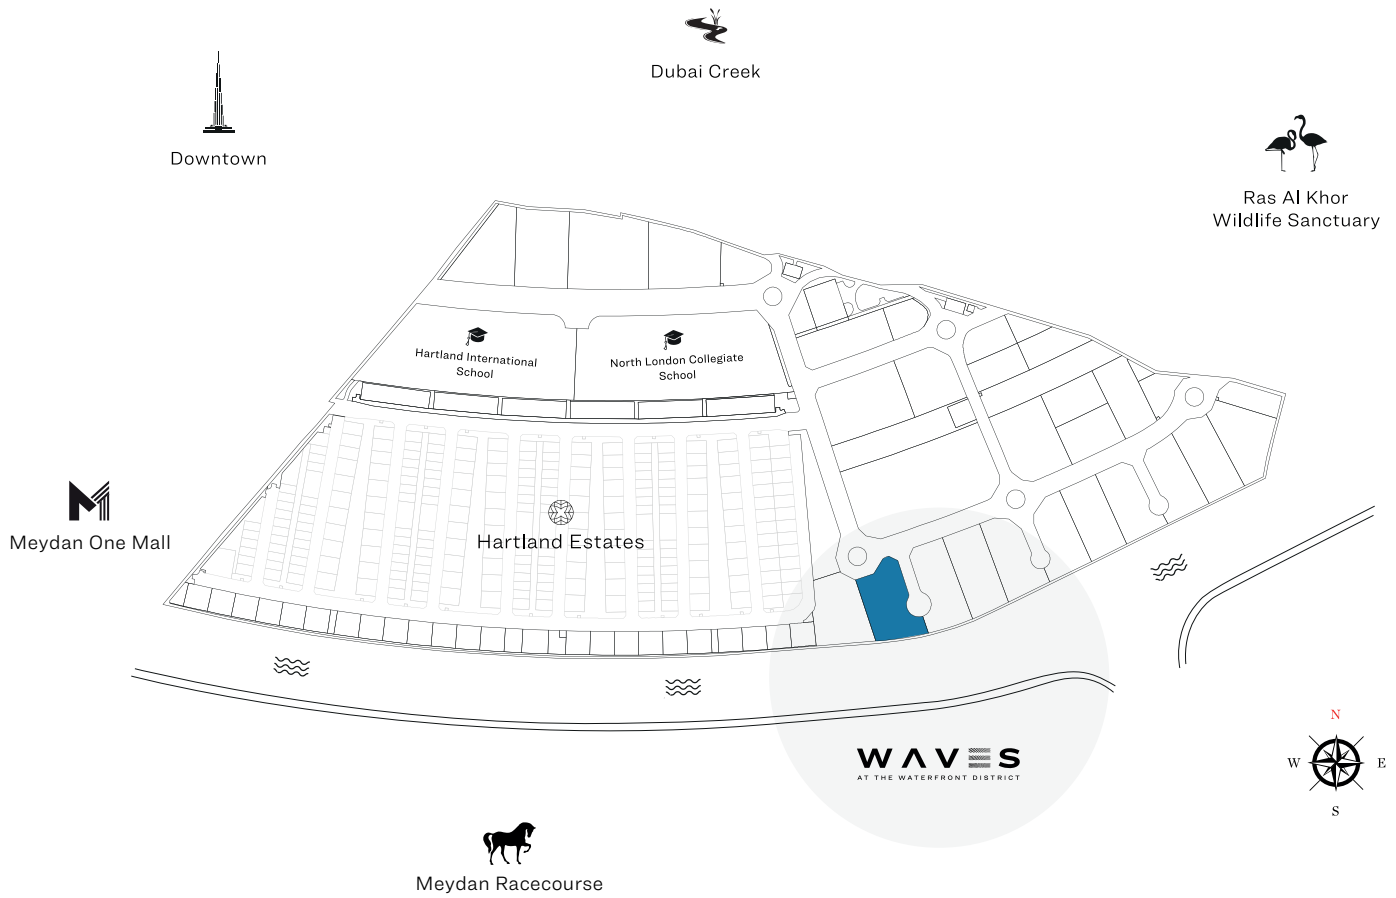 Dubai Creek
Downtown
Ras Al Khor
Wildlife Sanctuary
Hartland International
School
North London Collegiate
School
Meydan One Mall
Hartland Estates
WAVES
AT THE WATERFRONT DISTRICT
N
W
E
S
Meydan Racecourse